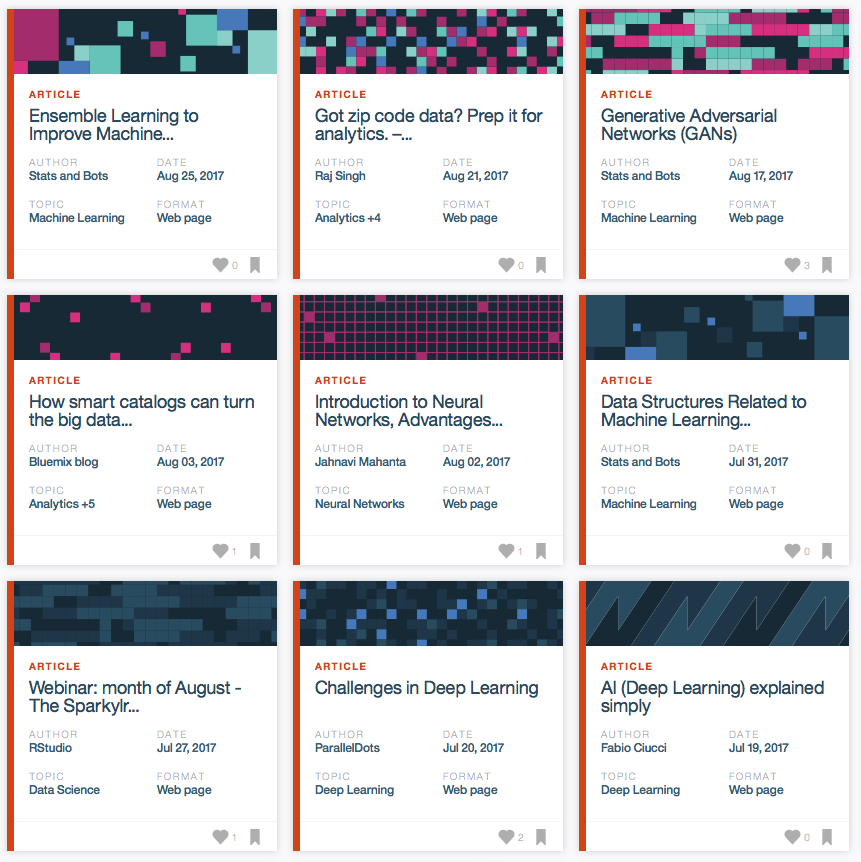 ARTICLE
Ensemble Learning to
Improve Machine...
AUTHOR DATE
Stats and Bots Aug 25, 2017
TOPIC FORMAT
Machine Learning Web page
0
ARTICLE
Got zip code data? Prep it for
analytics. –...
AUTHOR DATE
Raj Singh Aug 21, 2017
TOPIC FORMAT
Analytics +4 Web page
0
ARTICLE
Generative Adversarial
Networks (GANs)
AUTHOR DATE
Stats and Bots Aug 17, 2017
TOPIC FORMAT
Machine Learning Web page
3
ARTICLE
How smart catalogs can turn
the big data...
AUTHOR DATE
Bluemix blog Aug 03, 2017
TOPIC FORMAT
Analytics +5 Web page
1
ARTICLE
Introduction to Neural
Networks, Advantages...
AUTHOR DATE
Jahnavi Mahanta Aug 02, 2017
TOPIC FORMAT
Neural Networks Web page
1
ARTICLE
Data Structures Related to
Machine Learning...
AUTHOR DATE
Stats and Bots Jul 31, 2017
TOPIC FORMAT
Machine Learning Web page
0
ARTICLE
Webinar: month of August -
The Sparkylr...
AUTHOR DATE
RStudio Jul 27, 2017
TOPIC FORMAT
Data Science Web page
1
ARTICLE
Challenges in Deep Learning
AUTHOR DATE
ParallelDots Jul 20, 2017
TOPIC FORMAT
Deep Learning Web page
2
ARTICLE
AI (Deep Learning) explained
simply
AUTHOR DATE
Fabio Ciucci Jul 19, 2017
TOPIC FORMAT
Deep Learning Web page
0